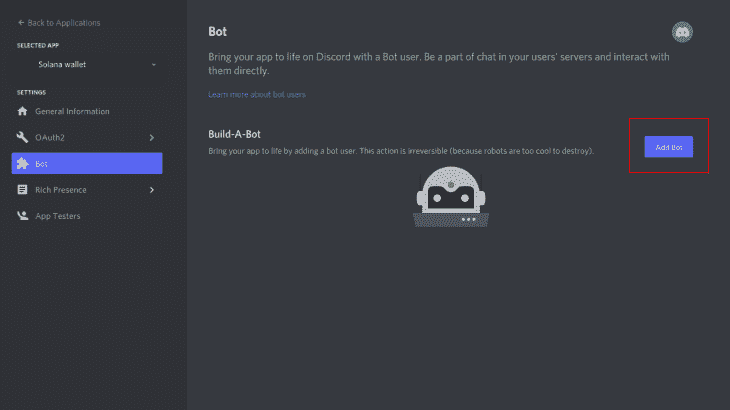 ← Back to Applications
SELECTED APP
Solana wallet
SETTINGS
General Information
OAuth2
Bot
Rich Presence
App Testers
Bot
Bring your app to life on Discord with a Bot user. Be a part of chat in your users' servers and interact with
them directly.
Learn more about bot users
Build-A-Bot
Bring your app to life by adding a bot user. This action is irreversible (because robots are too cool to destroy).
Add Bot